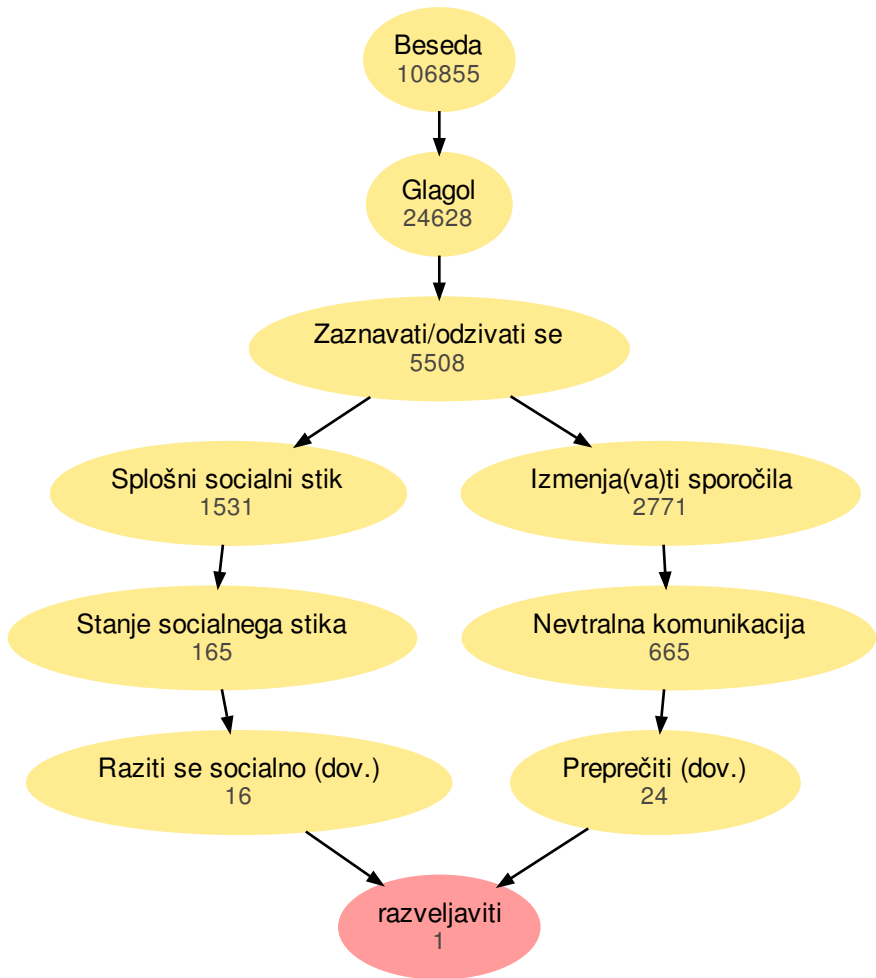 Beseda
106855
Glagol
24628
Zaznavati/odzivati se
5508
Splošni socialni stik
1531
Izmenja(va)ti sporočila
2771
Stanje socialnega stika
165
Nevtralna komunikacija
665
Raziti se socialno (dov.)
16
Preprečiti (dov.)
24
razveljaviti
1